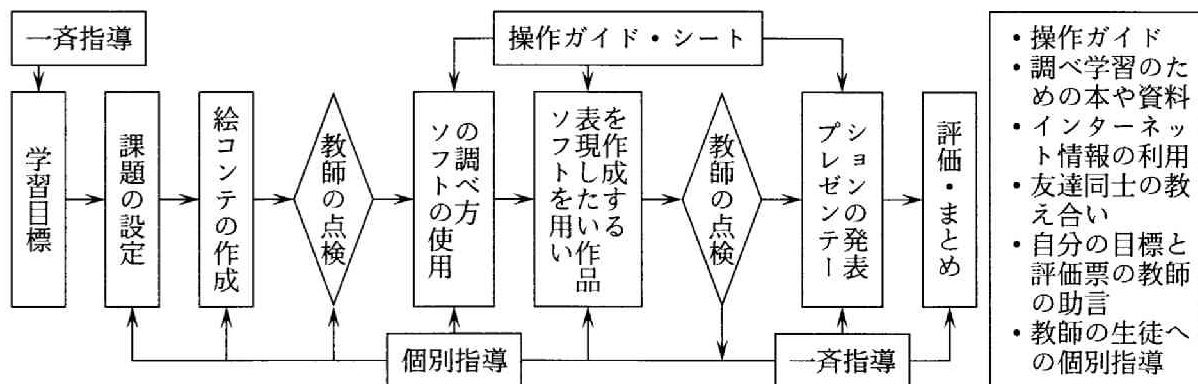 一斉指導
操作ガイド・シート
学習目標
課題の設定
絵コンテの作成
教師の点検
ソフトの使用
の調べ方
ソフトを用い
表現したい作品
を作成する
教師の点検
プレゼンテー
ションの発表
評価・まとめ
個別指導
一斉指導
・操作ガイド
・調べ学習のた
めの本や資料
・インターネッ
ト情報の利用
・友達同士の教
え合い
・自分の目標と
評価票の教師
の助言
・教師の生徒へ
の個別指導